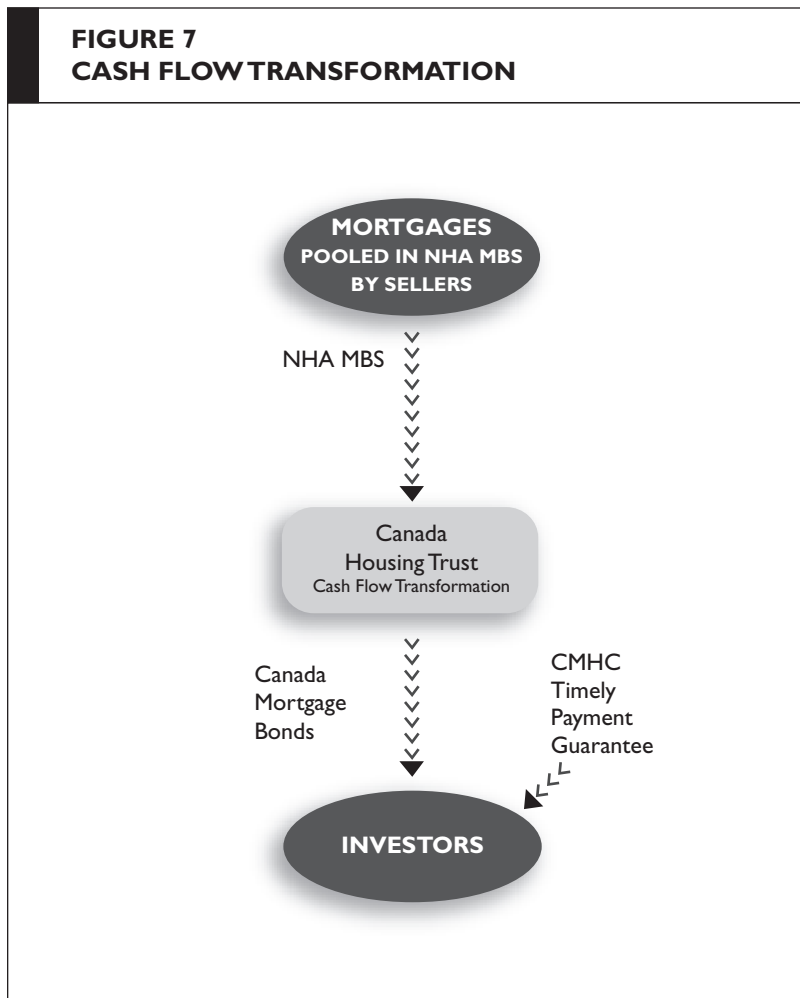 FIGURE 7
CASH FLOW TRANSFORMATION
MORTGAGES
POOLED IN NHA MBS
BY SELLERS
NHA MBS
Canada
Housing Trust
Cash Flow Transformation
Canada
Mortgage
Bonds
CMHC
Timely
Payment
Guarantee
INVESTORS